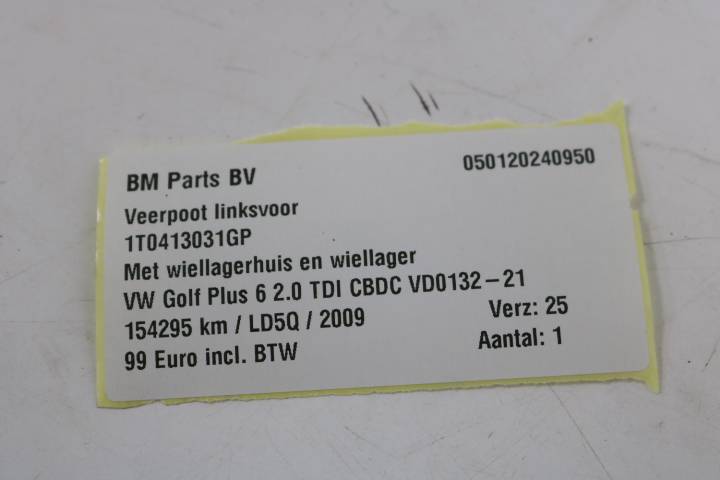 BM Parts BV 050120240950
Veerpoot linksvoor
1T0413031GP
Met wiellagerhuis en wiellager
VW Golf Plus 6 2.0 TDI CBDC VD0132-21
154295 km / LD5Q / 2009 Verz: 25
99 Euro incl. BTW Aantal: 1